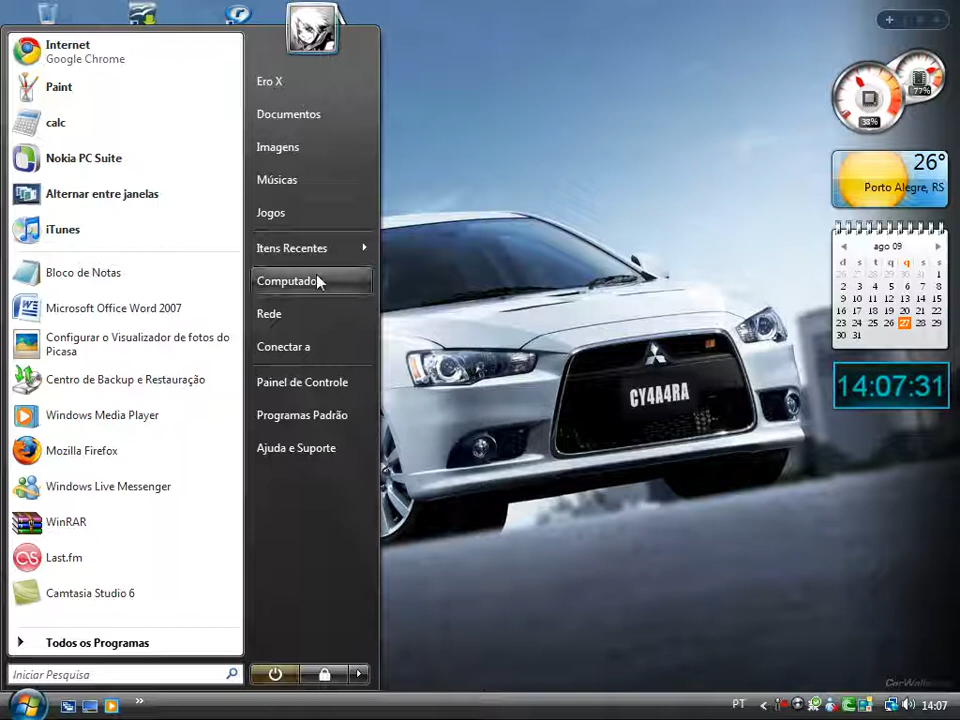 Internet
Google Chrome
Paint
calc
Nokia PC Suite
Alternar entre janelas
iTunes
Bloco de Notas
Microsoft Office Word 2007
Configurar o Visualizador de fotos do
Picasa
Centro de Backup e Restauração
Windows Media Player
Mozilla Firefox
Windows Live Messenger
WinRAR
Last.fm
Camtasia Studio 6
Todos os Programas
Iniciar Pesquisa
Ero X
Documentos
Imagens
Músicas
Jogos
Itens Recentes
Computado
Rede
Conectar a
Painel de Controle
Programas Padrão
Ajuda e Suporte
CY4A4RA
77%
38%
26°
Porto Alegre, RS
ago 09
d s t q q s s
26 27 28 29 30 31 1
2 3 4 5 6 7 8
9 10 11 12 13 14 15
16 17 18 19 20 21 22
23 24 25 26 27 28 29
30 31
14:07:31
PT
14:07